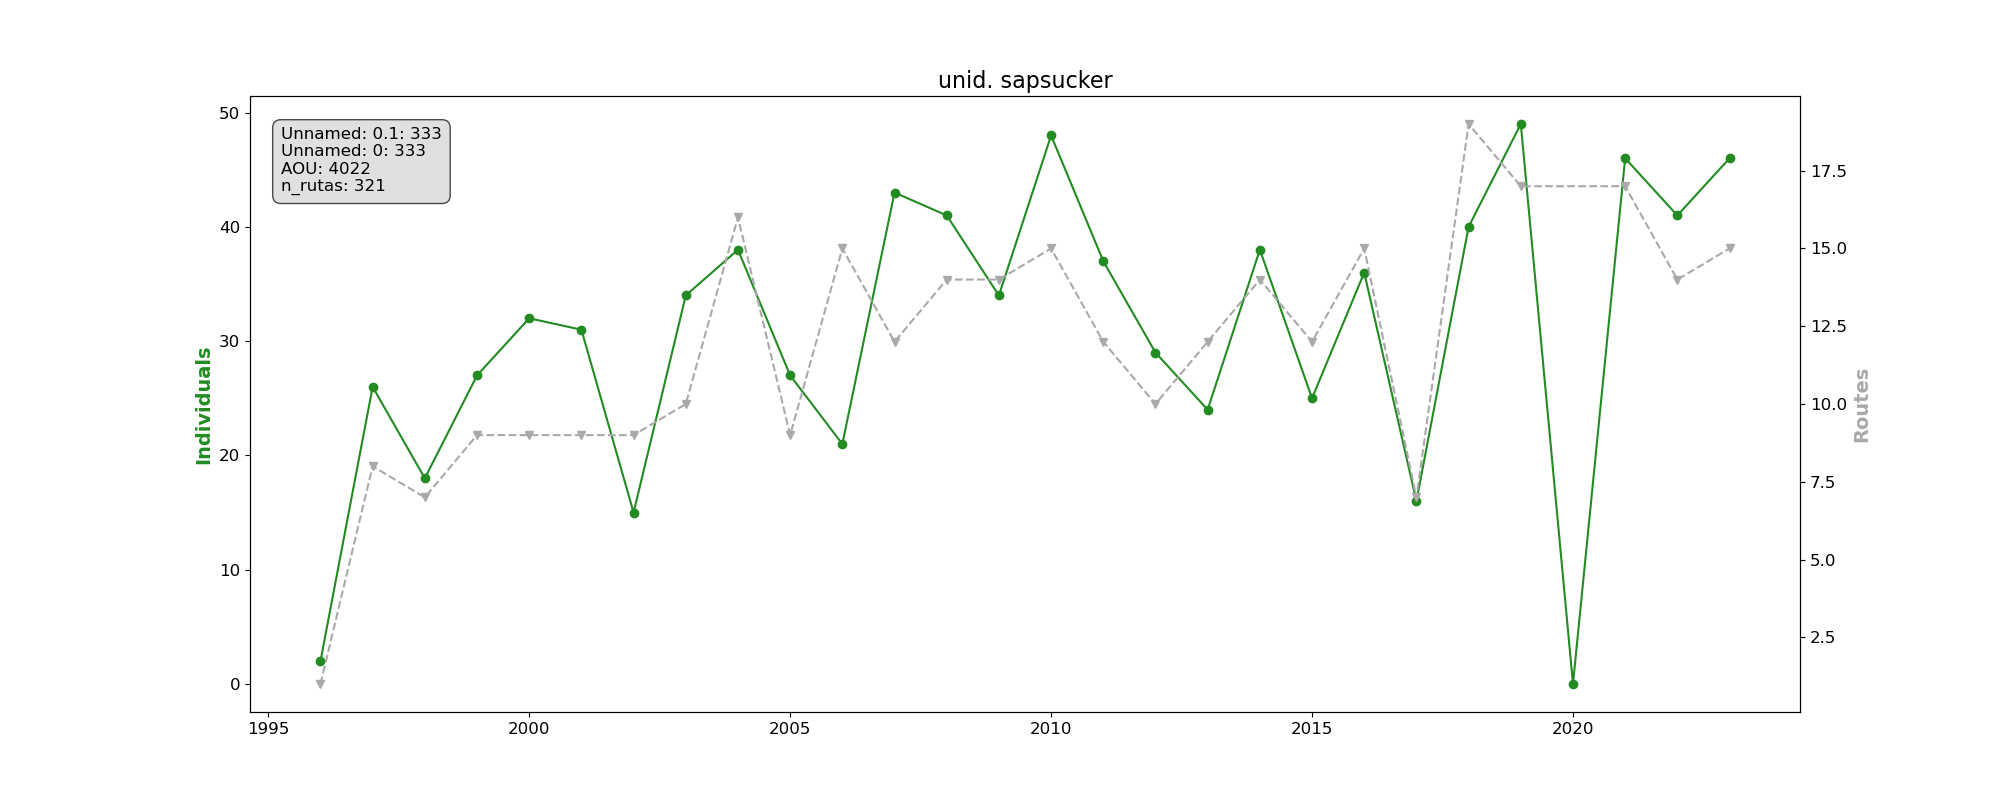 unid. sapsucker
50
40
30
20
10
0
Individuals
Unnamed: 0.1: 333
Unnamed: 0: 333
AOU: 4022
n_rutas: 321
17.5
15.0
12.5
10.0
7.5
5.0
2.5
Routes
1995 2000 2005 2010 2015 2020